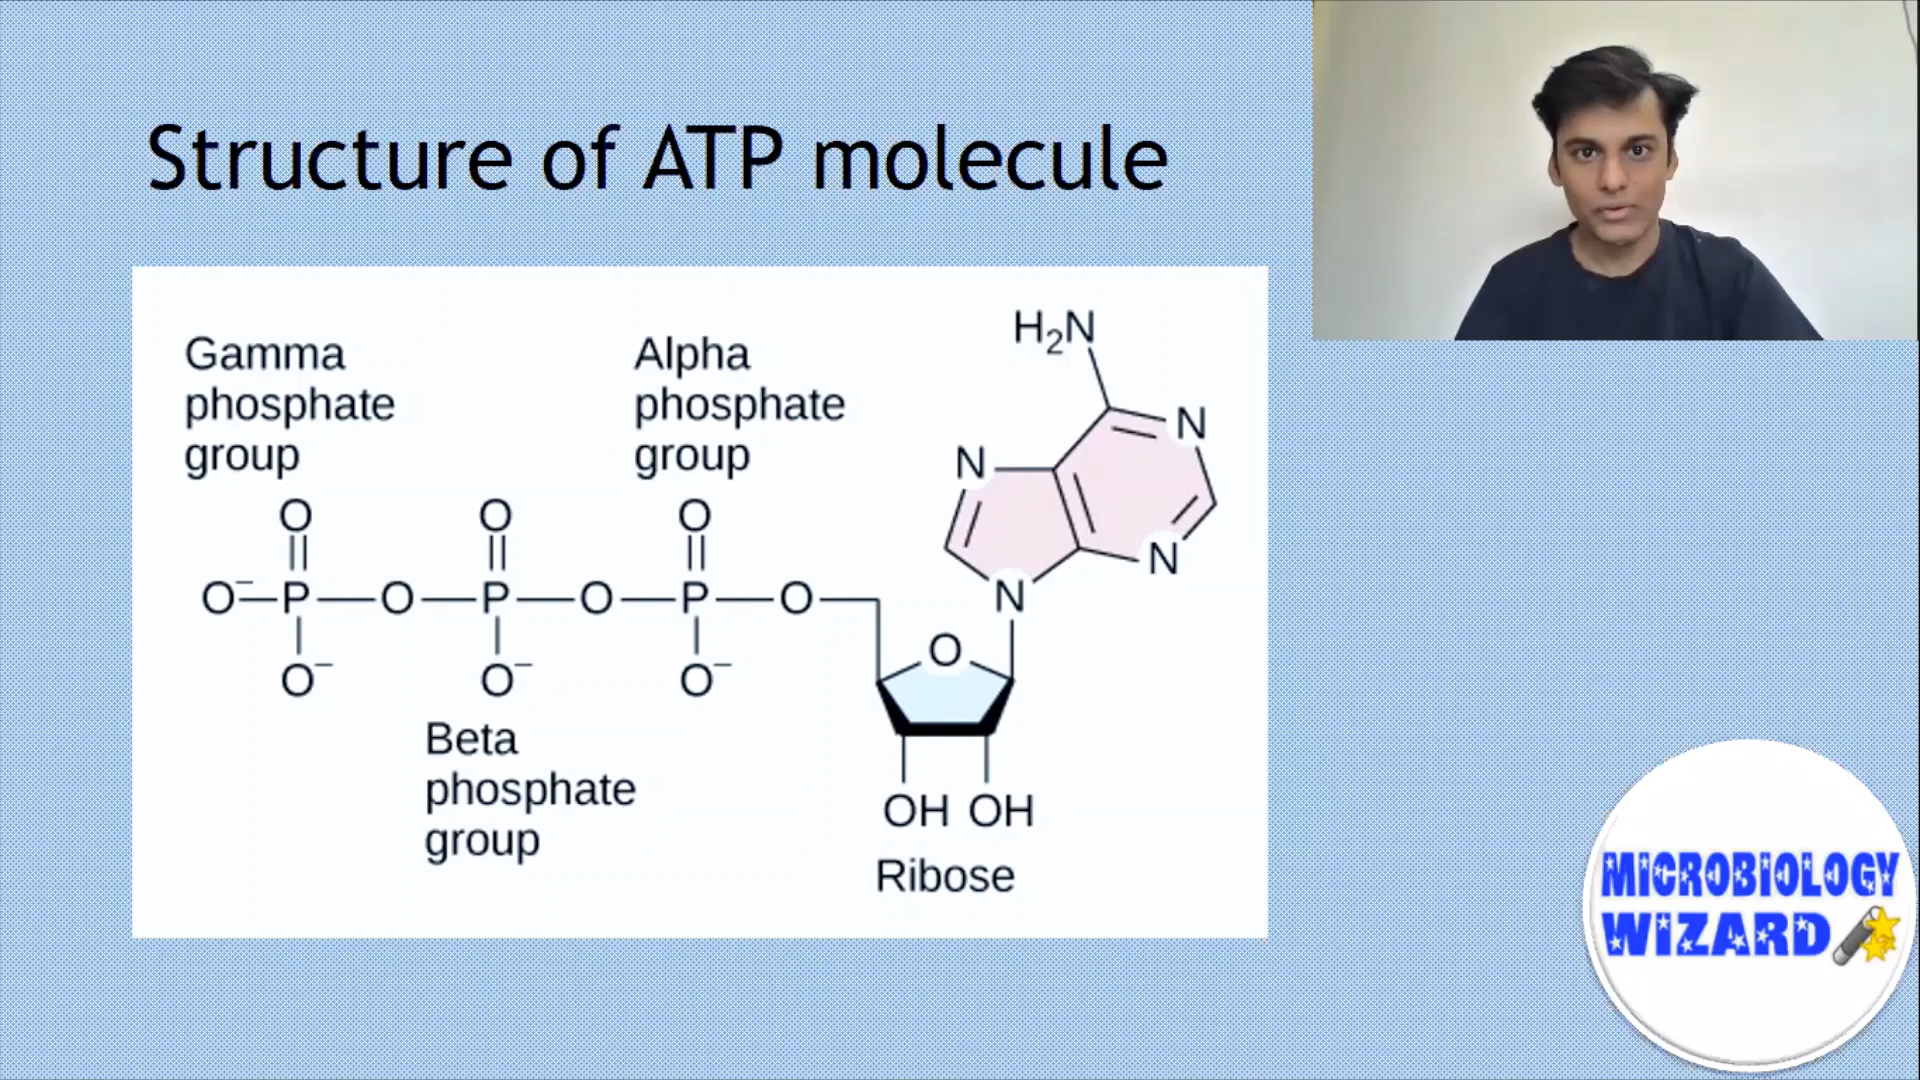 Structure of ATP molecule
Gamma
phosphate
group
Alpha
phosphate
group
H₂N
N
N
N
N
O
O
O
O⁻
P
O
P
O
P
O
O⁻
O⁻
O⁻
O
Beta
phosphate
group
OH OH
Ribose
MICROBIOLOGY
WIZARD